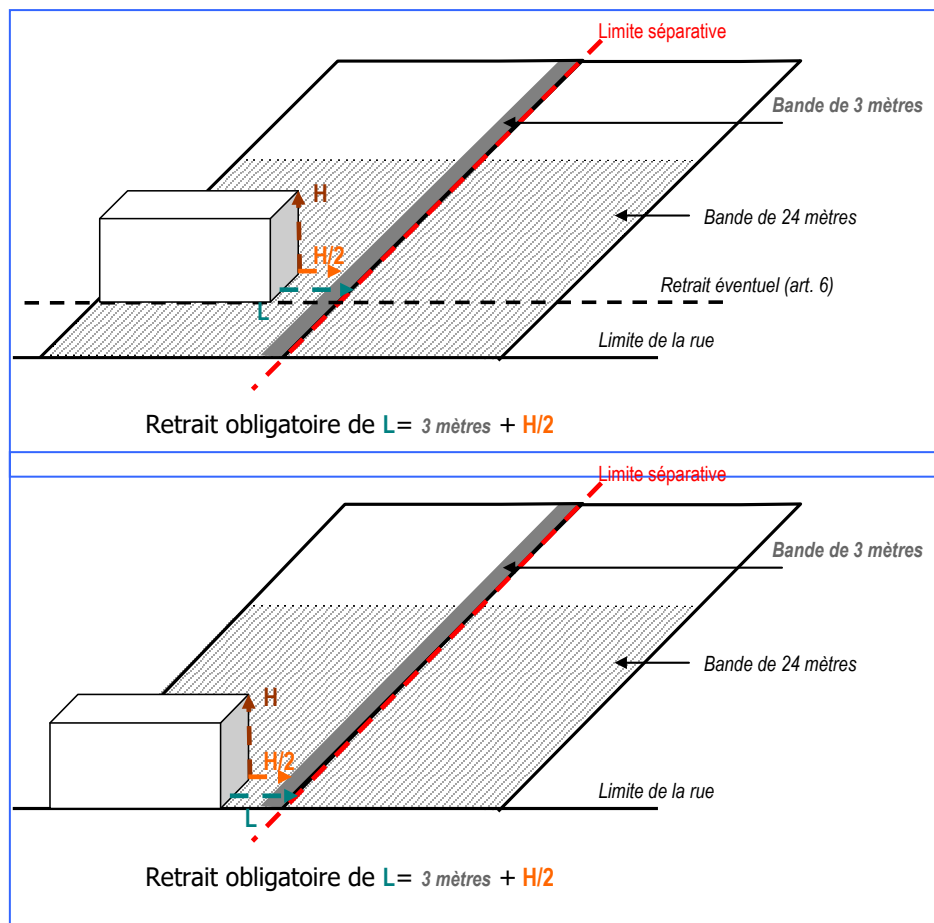 Limite séparative
Bande de 3 mètres
H
Bande de 24 mètres
H/2
Retrait éventuel (art. 6)
L
Limite de la rue
Retrait obligatoire de L= 3 mètres + H/2
Limite séparative
Bande de 3 mètres
Bande de 24 mètres
H
H/2
Limite de la rue
L
Retrait obligatoire de L= 3 mètres + H/2